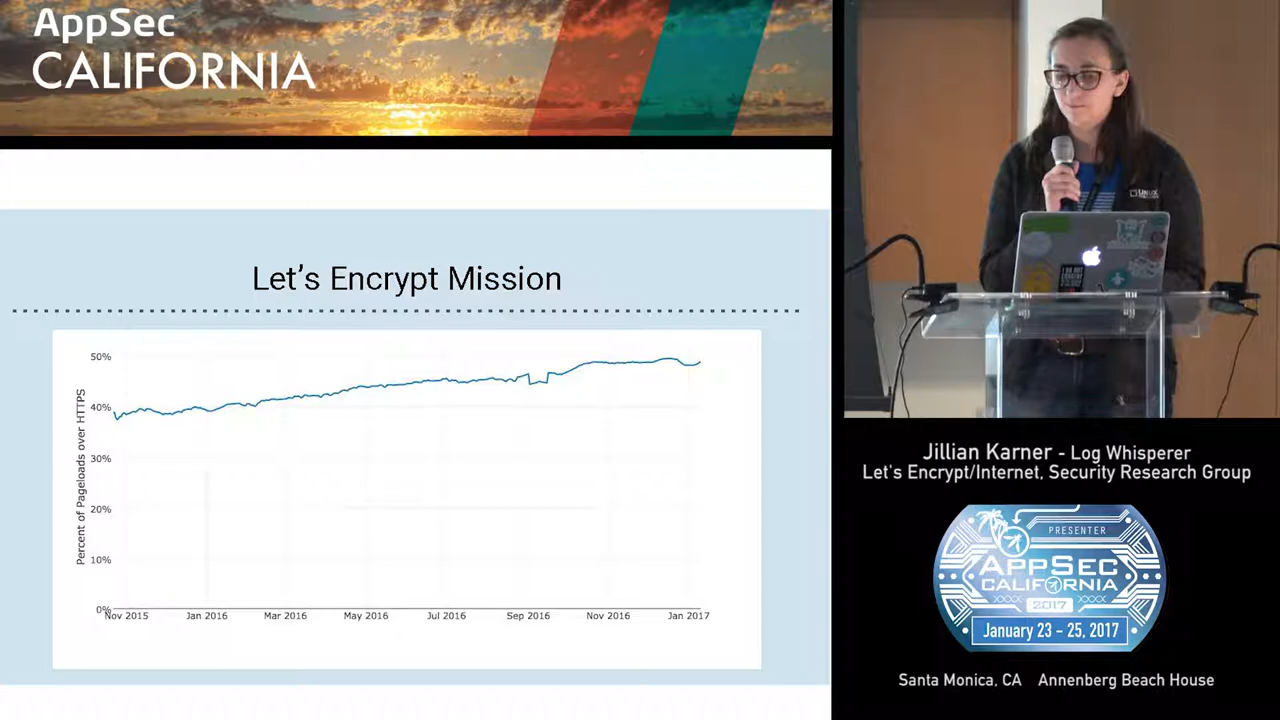 AppSec
CALIFORNIA
Let's Encrypt Mission
Percent of Pageloads over HTTPS
50%
40%
30%
20%
10%
0%
Nov 2015
Jan 2016
Mar 2016
May 2016
Jul 2016
Sep 2016
Nov 2016
Jan 2017
LINUX
Jillian Karner - Log Whisperer
Let's Encrypt/Internet, Security Research Group
PRESENTER
APPSEC
CALIFORNIA
2017
January 23 - 25, 2017
Santa Monica, CA Annenberg Beach House